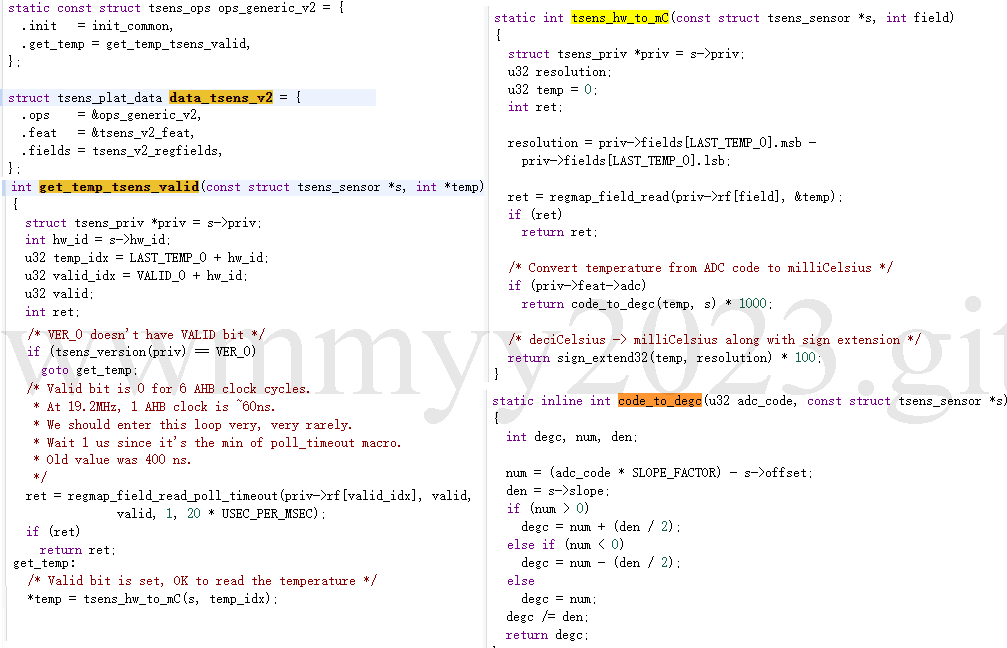 static const struct tsens_ops ops_generic_v2 = {
.init = init_common,
.get_temp = get_temp_tsens_valid,
};
struct tsens_plat_data data_tsens_v2 = {
.ops = &ops_generic_v2,
.feat = &tsens_v2_feat,
.fields = tsens_v2_regfields,
};
int get_temp_tsens_valid(const struct tsens_sensor *s, int *temp)
{
struct tsens_priv *priv = s->priv;
int hw_id = s->hw_id;
u32 temp_idx = LAST_TEMP_0 + hw_id;
u32 valid_idx = VALID_0 + hw_id;
u32 valid;
int ret;
/* VER_0 doesn't have VALID bit */
if (tsens_version(priv) == VER_0)
goto get_temp;
/* Valid bit is 0 for 6 AHB clock cycles.
* At 19.2MHz, 1 AHB clock is ~60ns.
* We should enter this loop very, very rarely.
* Wait 1 us since it's the min of poll_timeout macro.
* Old value was 400 ns.
*/
ret = regmap_field_read_poll_timeout(priv->rf[valid_idx], valid,
valid, 1, 20 * USEC_PER_MSEC);
if (ret)
return ret;
get_temp:
/* Valid bit is set, OK to read the temperature */
*temp = tsens_hw_to_mC(s, temp_idx);
static int tsens_hw_to_mC(const struct tsens_sensor *s, int field)
{
struct tsens_priv *priv = s->priv;
u32 resolution;
u32 temp = 0;
int ret;
resolution = priv->fields[LAST_TEMP_0].msb -
priv->fields[LAST_TEMP_0].lsb;
ret = regmap_field_read(priv->rf[field], &temp);
if (ret)
return ret;
/* Convert temperature from ADC code to milliCelsius */
if (priv->feat->adc)
return code_to_degc(temp, s) * 1000;
/* deciCelsius -> milliCelsius along with sign extension */
return sign_extend32(temp, resolution) * 100;
}
static inline int code_to_degc(u32 adc_code, const struct tsens_sensor *s)
{
int degc, num, den;
num = (adc_code * SLOPE_FACTOR) - s->offset;
den = s->slope;
if (num > 0)
degc = num + (den / 2);
else if (num < 0)
degc = num - (den / 2);
else
degc = num;
degc /= den;
return degc;